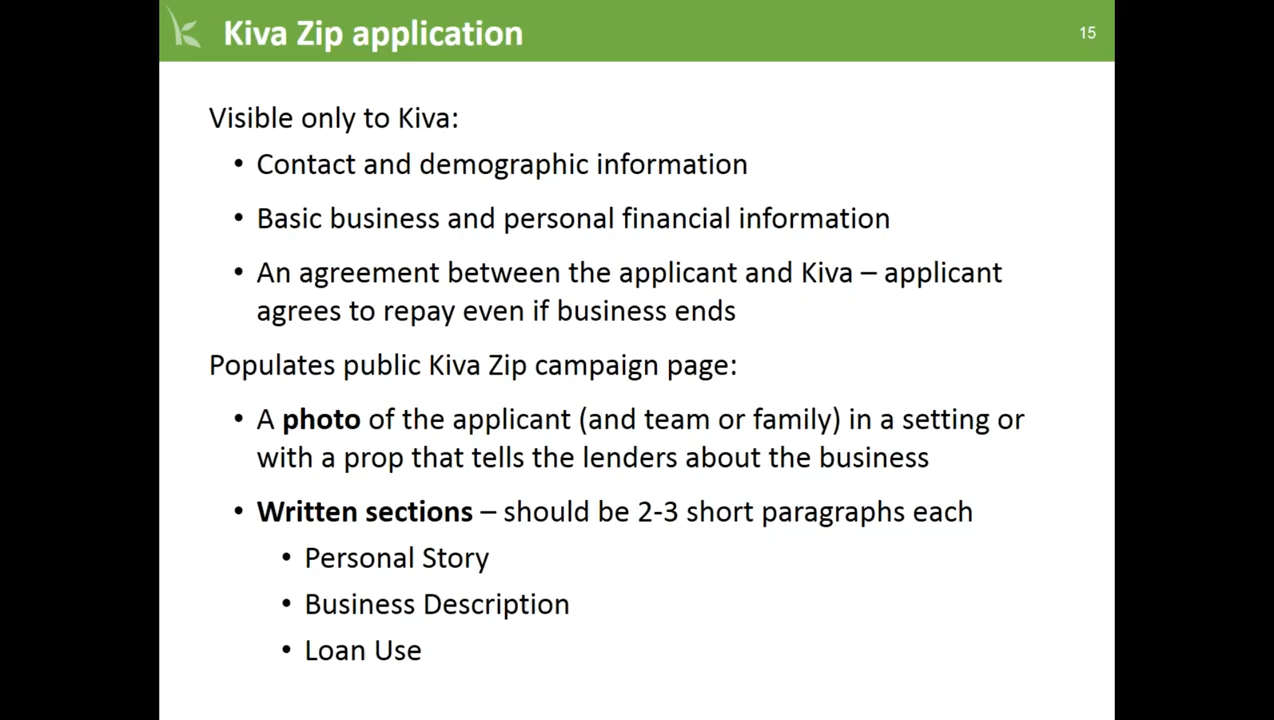 Kiva Zip application
15
Visible only to Kiva:
• Contact and demographic information
• Basic business and personal financial information
• An agreement between the applicant and Kiva – applicant
agrees to repay even if business ends
Populates public Kiva Zip campaign page:
• A photo of the applicant (and team or family) in a setting or
with a prop that tells the lenders about the business
• Written sections – should be 2-3 short paragraphs each
• Personal Story
• Business Description
• Loan Use